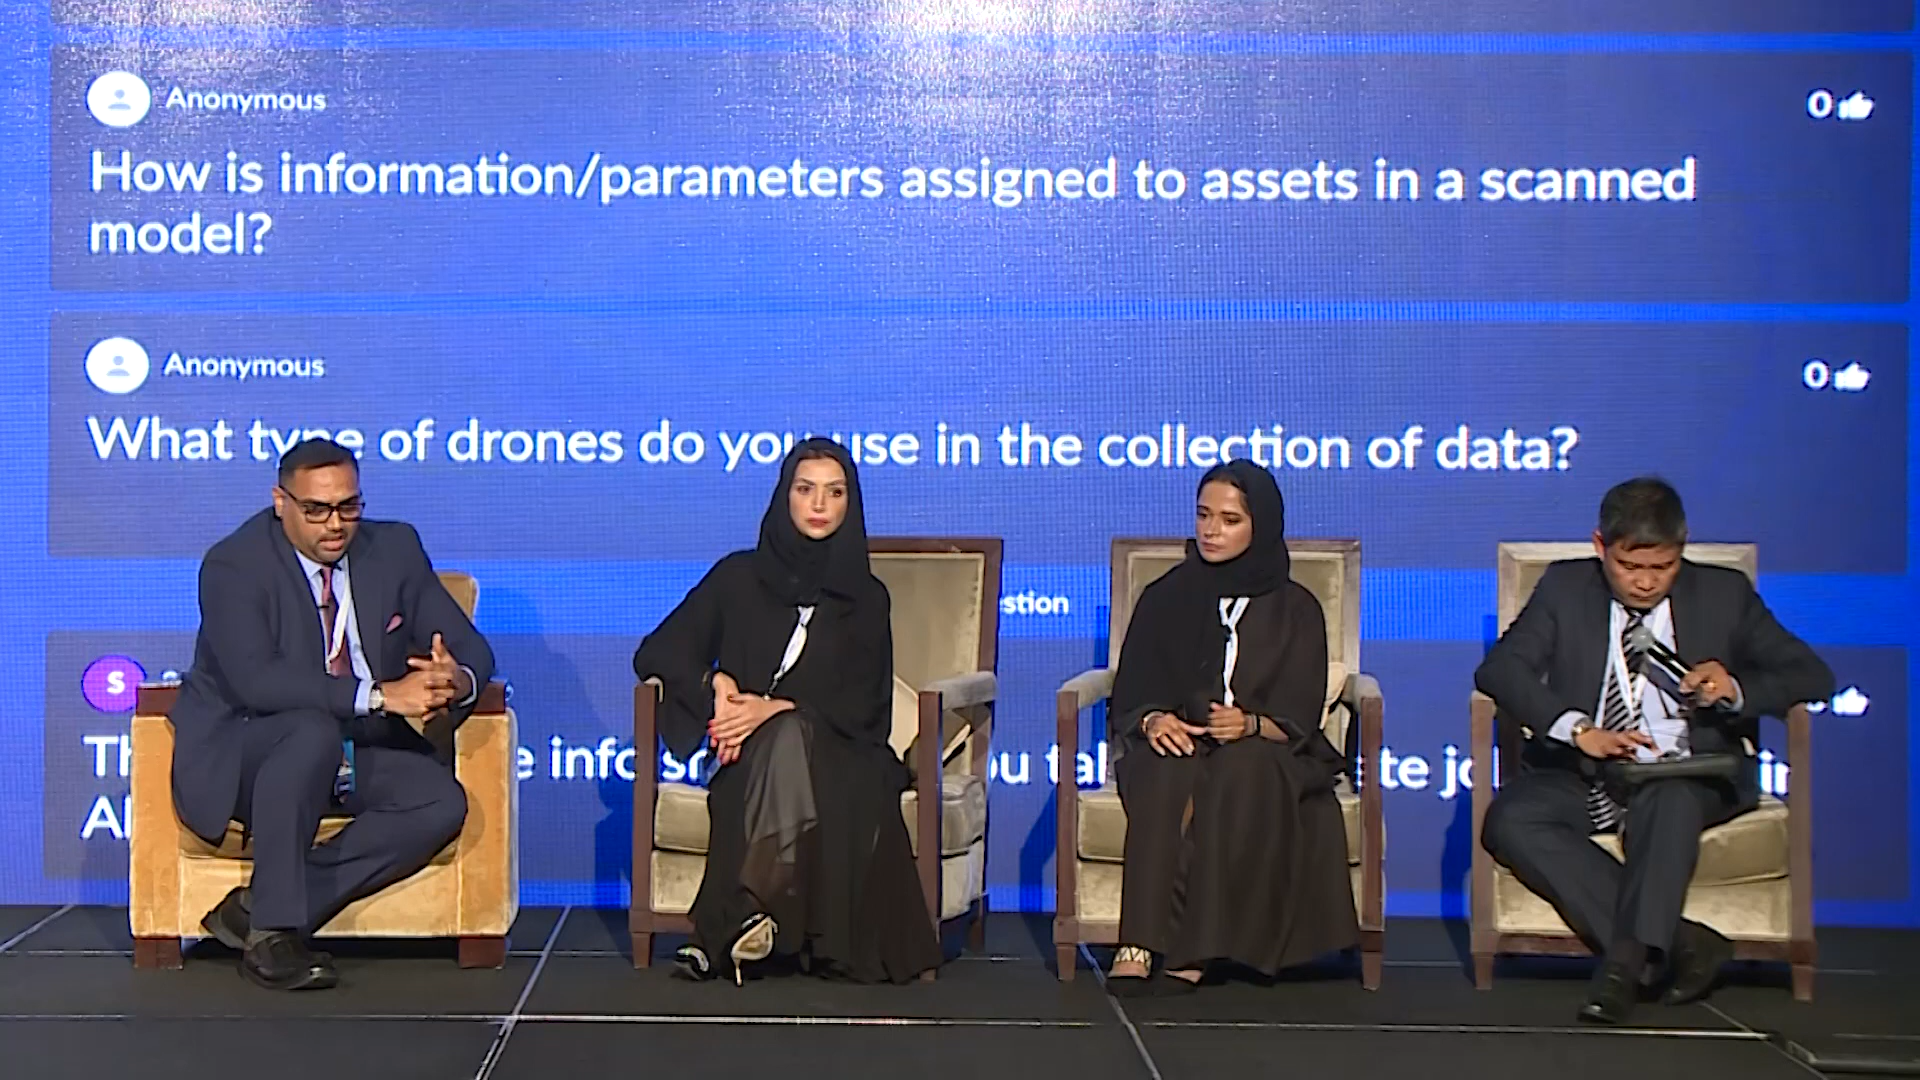 Anonymous
0
How is information/parameters assigned to assets in a scanned
model?
Anonymous
0
What type of drones do you use in the collection of data?
S
info